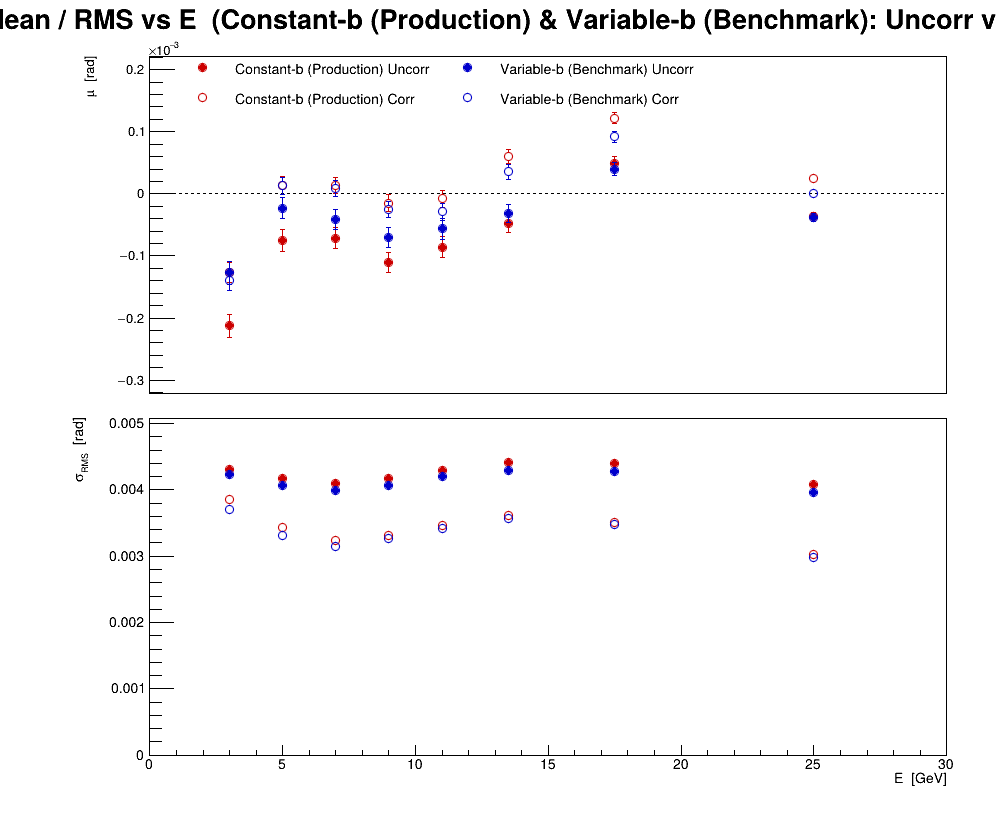 lean / RMS vs E (Constant-b (Production) & Variable-b (Benchmark): Uncorr v
×10⁻³
μ [rad]
Constant-b (Production) Uncorr
Variable-b (Benchmark) Uncorr
Constant-b (Production) Corr
Variable-b (Benchmark) Corr
0.2
0.1
0
−0.1
−0.2
−0.3
σRMS [rad]
0.005
0.004
0.003
0.002
0.001
0
0 5 10 15 20 25 30
E [GeV]